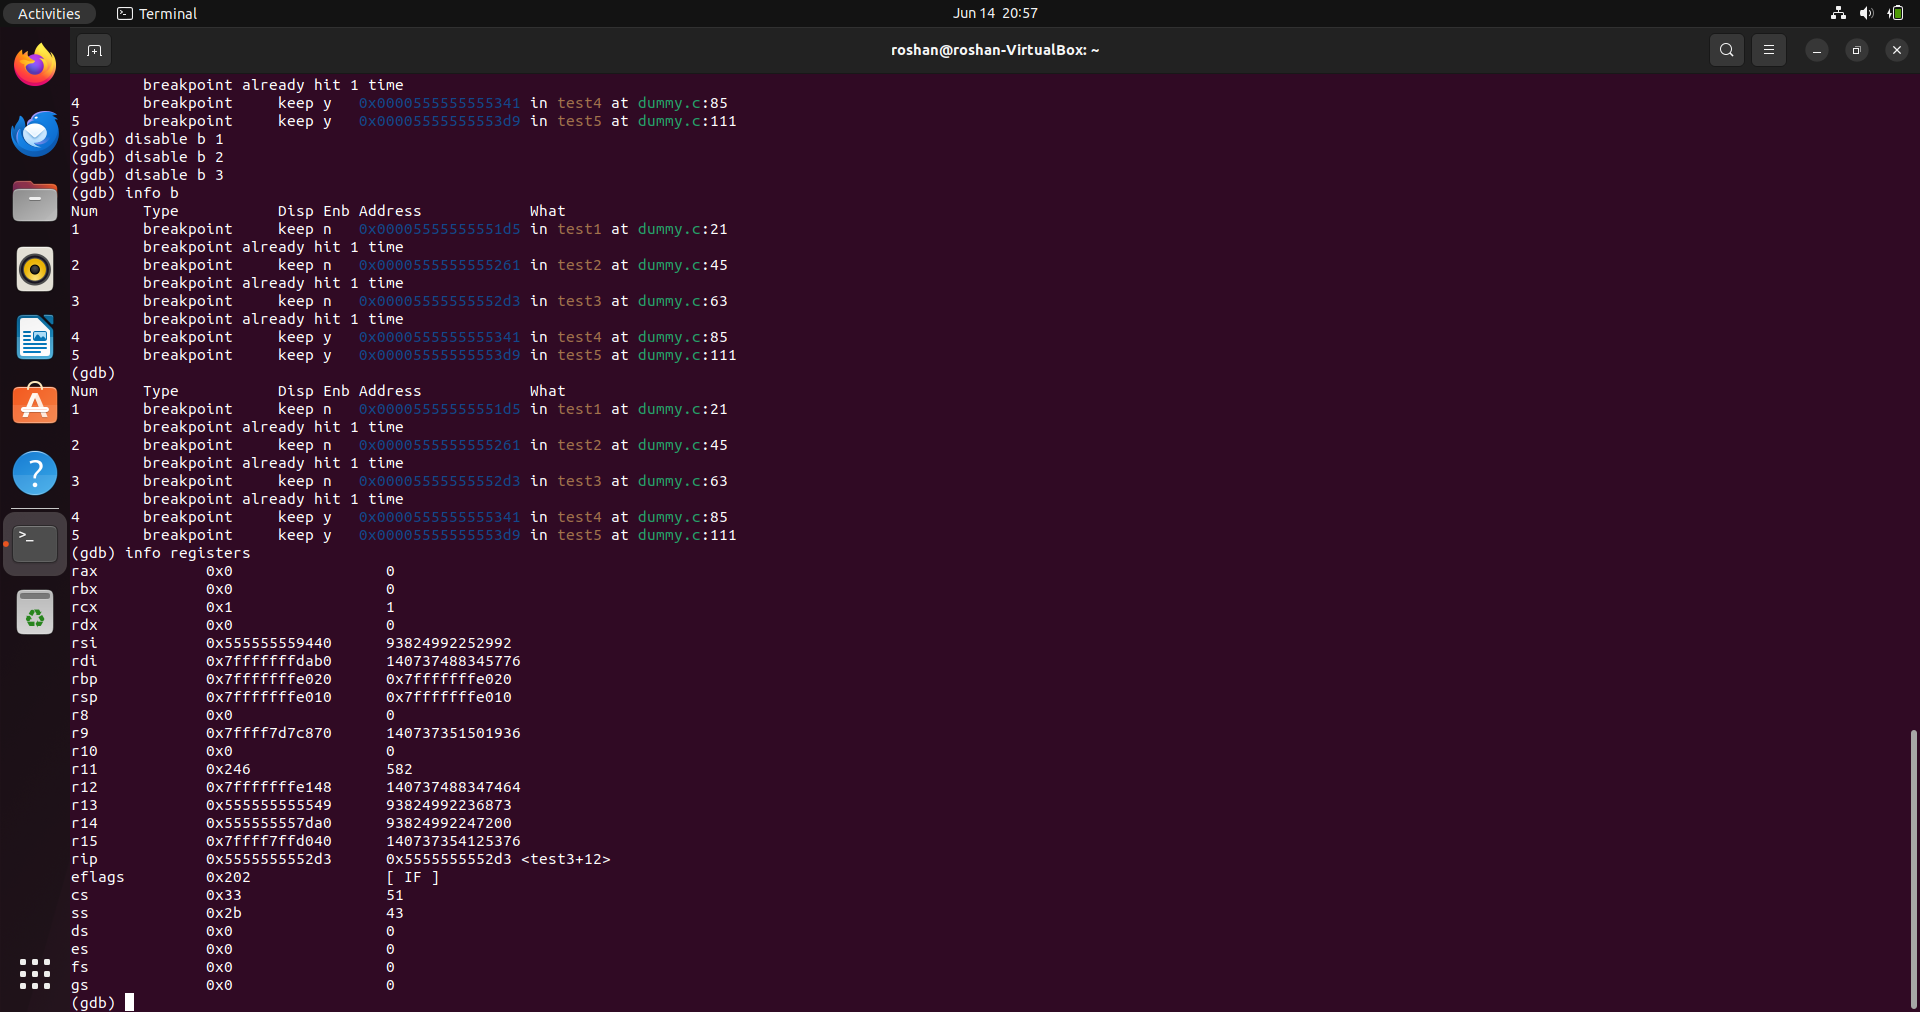 Activities Terminal Jun 14 20:57
roshan@roshan-VirtualBox: ~
breakpoint already hit 1 time
4 breakpoint keep y 0x0000555555555341 in test4 at dummy.c:85
5 breakpoint keep y 0x00005555555553d9 in test5 at dummy.c:111
(gdb) disable b 1
(gdb) disable b 2
(gdb) disable b 3
(gdb) info b
Num Type Disp Enb Address What
1 breakpoint keep n 0x00005555555551d5 in test1 at dummy.c:21
breakpoint already hit 1 time
2 breakpoint keep n 0x0000555555555261 in test2 at dummy.c:45
breakpoint already hit 1 time
3 breakpoint keep n 0x00005555555552d3 in test3 at dummy.c:63
breakpoint already hit 1 time
4 breakpoint keep y 0x0000555555555341 in test4 at dummy.c:85
5 breakpoint keep y 0x00005555555553d9 in test5 at dummy.c:111
(gdb)
Num Type Disp Enb Address What
1 breakpoint keep n 0x00005555555551d5 in test1 at dummy.c:21
breakpoint already hit 1 time
2 breakpoint keep n 0x0000555555555261 in test2 at dummy.c:45
breakpoint already hit 1 time
3 breakpoint keep n 0x00005555555552d3 in test3 at dummy.c:63
breakpoint already hit 1 time
4 breakpoint keep y 0x0000555555555341 in test4 at dummy.c:85
5 breakpoint keep y 0x00005555555553d9 in test5 at dummy.c:111
(gdb) info registers
rax 0x0 0
rbx 0x0 0
rcx 0x1 1
rdx 0x0 0
rsi 0x555555559440 93824992252992
rdi 0x7fffffffdab0 140737488345776
rbp 0x7fffffffe020 0x7fffffffe020
rsp 0x7fffffffe010 0x7fffffffe010
r8 0x0 0
r9 0x7ffff7d7c870 140737351501936
r10 0x0 0
r11 0x246 582
r12 0x7fffffffe148 140737488347464
r13 0x555555555549 93824992236873
r14 0x555555557da0 93824992247200
r15 0x7ffff7ffd040 140737354125376
rip 0x5555555552d3 0x5555555552d3 <test3+12>
eflags 0x202 [ IF ]
cs 0x33 51
ss 0x2b 43
ds 0x0 0
es 0x0 0
fs 0x0 0
gs 0x0 0
(gdb)